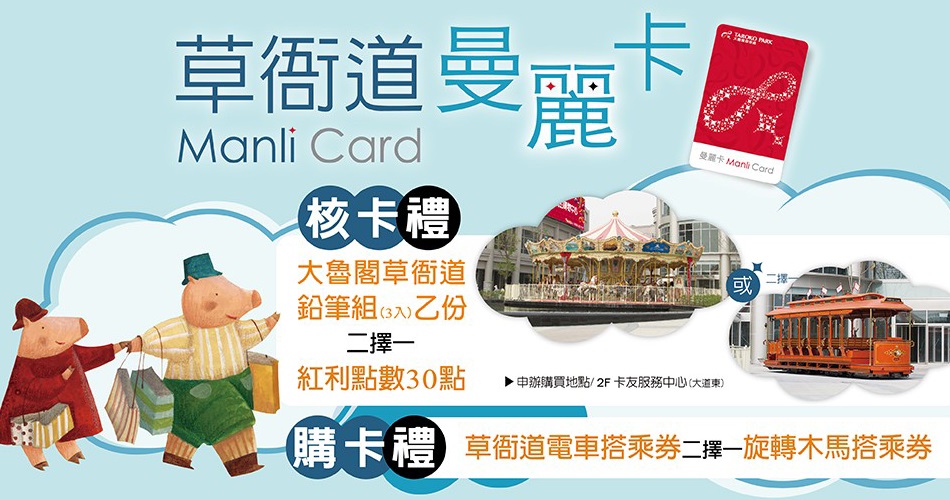 草衙道曼麗卡
Manli Card
TAROKO PARK
曼麗卡 Manli Card
核卡禮
大魯閣草衙道
鉛筆組(3入)乙份
二擇一
紅利點數30點
或
二擇一
▶申辦購買地點/ 2F 卡友服務中心(大道東)
購卡禮
草衙道電車搭乘券二擇一旋轉木馬搭乘券